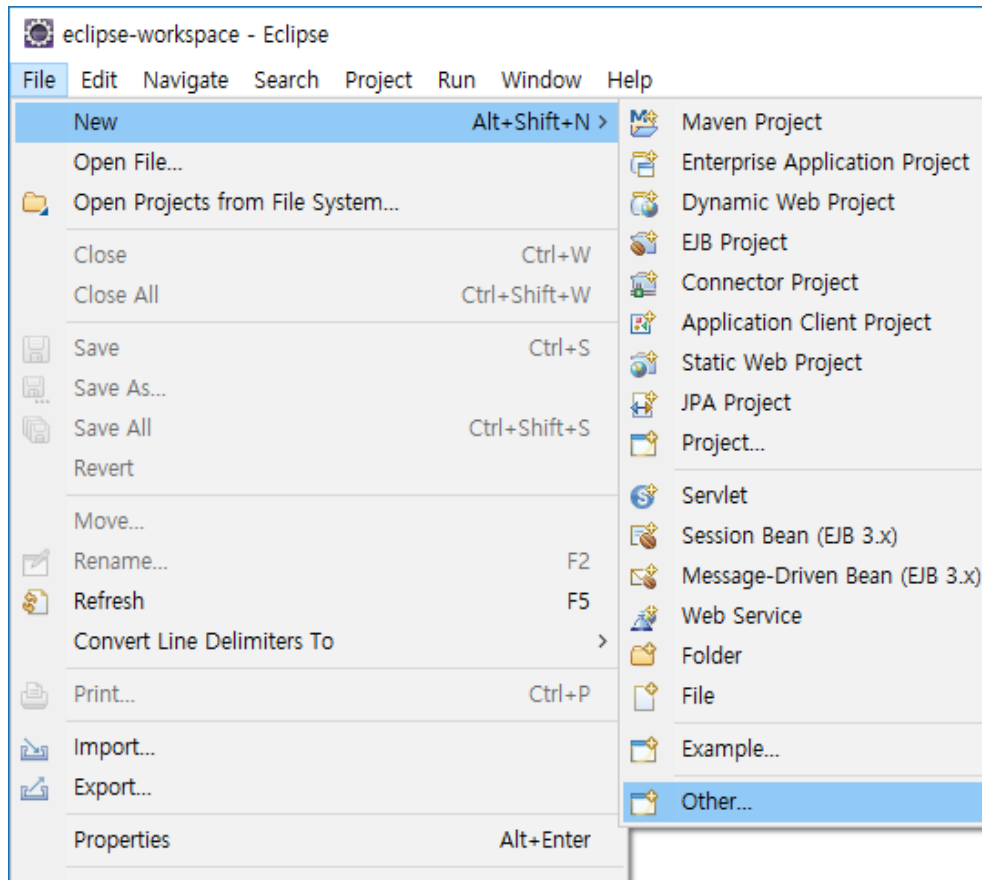 eclipse-workspace - Eclipse
File Edit Navigate Search Project Run Window Help
New Alt+Shift+N >
Open File...
Open Projects from File System...
Close Ctrl+W
Close All Ctrl+Shift+W
Save Ctrl+S
Save As...
Save All Ctrl+Shift+S
Revert
Move...
Rename... F2
Refresh F5
Convert Line Delimiters To >
Print... Ctrl+P
Import...
Export...
Properties Alt+Enter
Maven Project
Enterprise Application Project
Dynamic Web Project
EJB Project
Connector Project
Application Client Project
Static Web Project
JPA Project
Project...
Servlet
Session Bean (EJB 3.x)
Message-Driven Bean (EJB 3.x)
Web Service
Folder
File
Example...
Other...